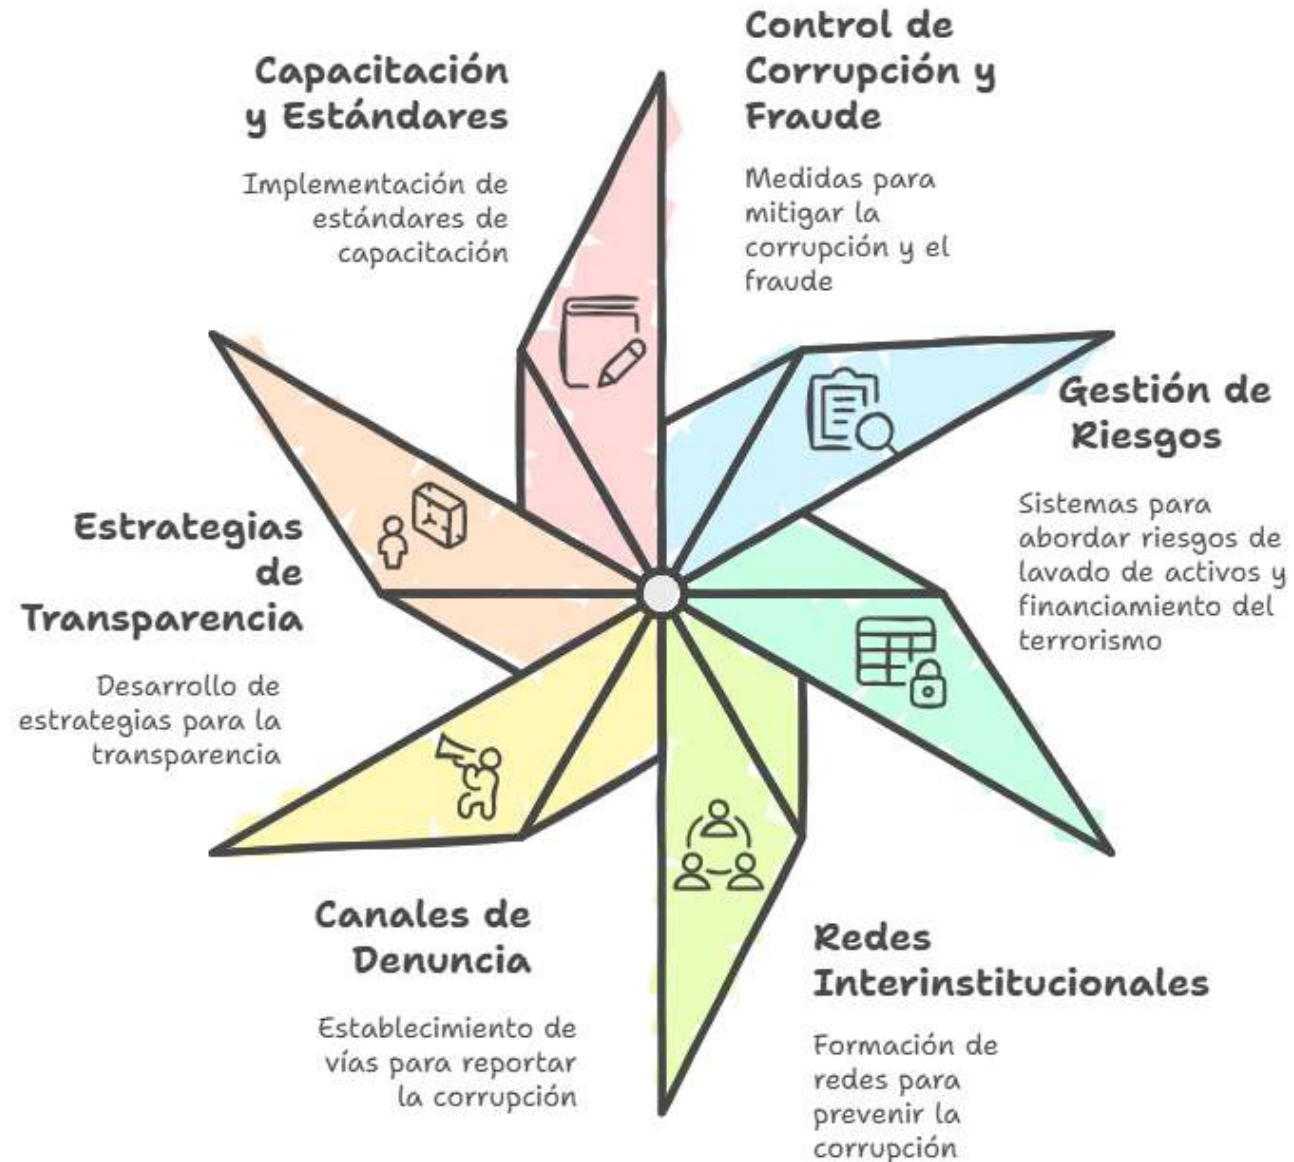 Control de
Corrupción y
Fraude
Medidas para
mitigar la
corrupción y el
fraude
Gestión de
Riesgos
Sistemas para
abordar riesgos de
lavado de activos y
financiamiento del
terrorismo
Redes
Interinstitucionales
Formación de
redes para
prevenir la
corrupción
Canales de
Denuncia
Establecimiento de
vías para reportar
la corrupción
Estrategias
de
Transparencia
Desarrollo de
estrategias para la
transparencia
Capacitación
y Estándares
Implementación de
estándares de
capacitación